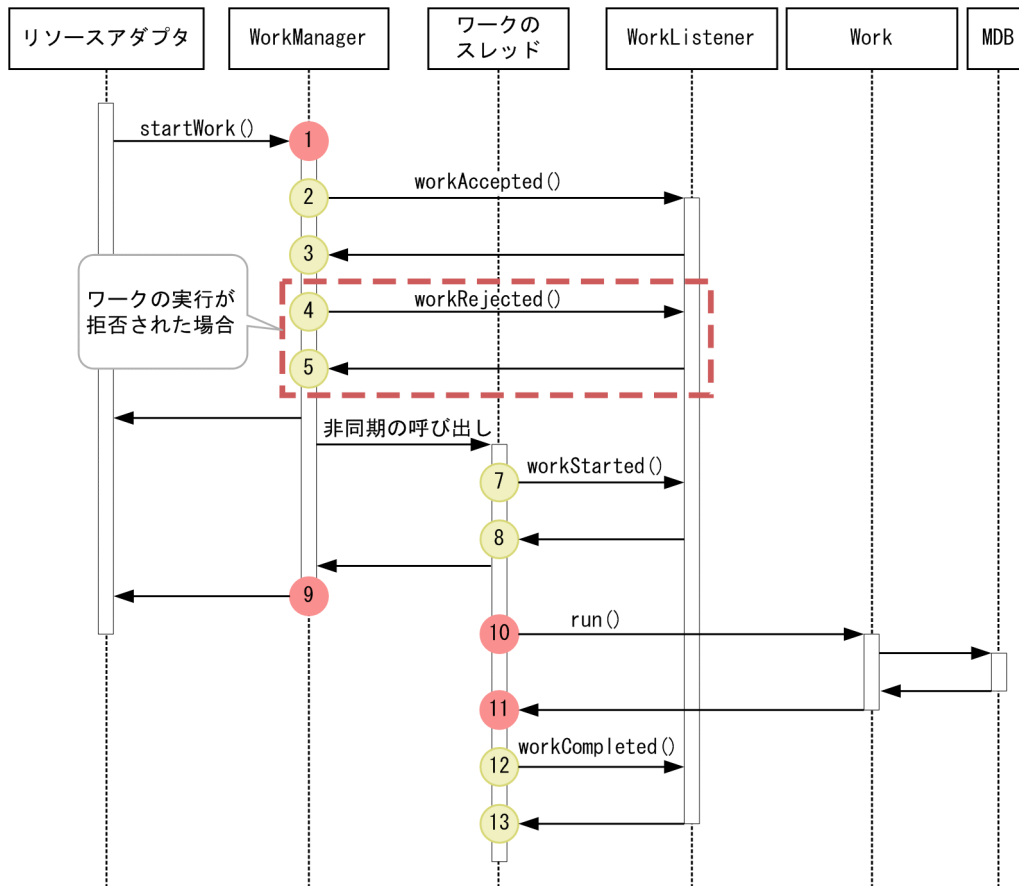 リソースアダプタ
WorkManager
ワークの
スレッド
WorkListener
Work
MDB
startWork()
1
2
workAccepted()
3
ワークの実行が
拒否された場合
4
workRejected()
5
非同期の呼び出し
7
workStarted()
8
9
10
run()
11
12
workCompleted()
13